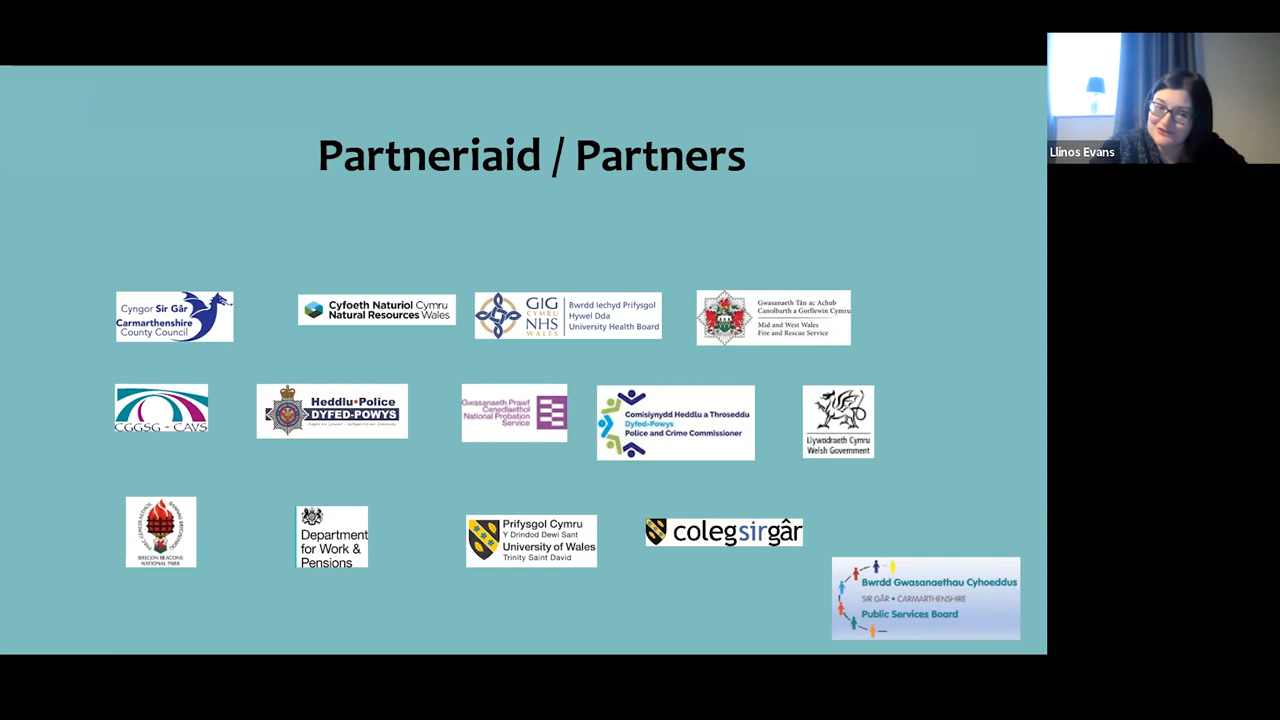 Partneriaid / Partners
Llinos Evans
Cyngor Sir Gâr
Carmarthenshire
County Council
Cyfoeth Naturiol Cymru
Natural Resources Wales
GIG
CYMRU
NHS
WALES
Bwrdd Iechyd Prifysgol
Hywel Dda
University Health Board
Gwasanaeth Tân ac Achub
Canolbarth a Gorllewin Cymru
Mid and West Wales
Fire and Rescue Service
CGGSG - CAVS
Heddlu•Police
DYFED-POWYS
Gwasanaeth Prawf
Cenedlaethol
National Probation
Service
Comisiynydd Heddlu a Throseddu
Dyfed-Powys
Police and Crime Commissioner
Llywodraeth Cymru
Welsh Government
BRECON BEACONS
NATIONAL PARK
Department
for Work &
Pensions
Prifysgol Cymru
Y Drindod Dewi Sant
University of Wales
Trinity Saint David
colegsirgâr
Bwrdd Gwasanaethau Cyhoeddus
SIR GÂR • CARMARTHENSHIRE
Public Services Board